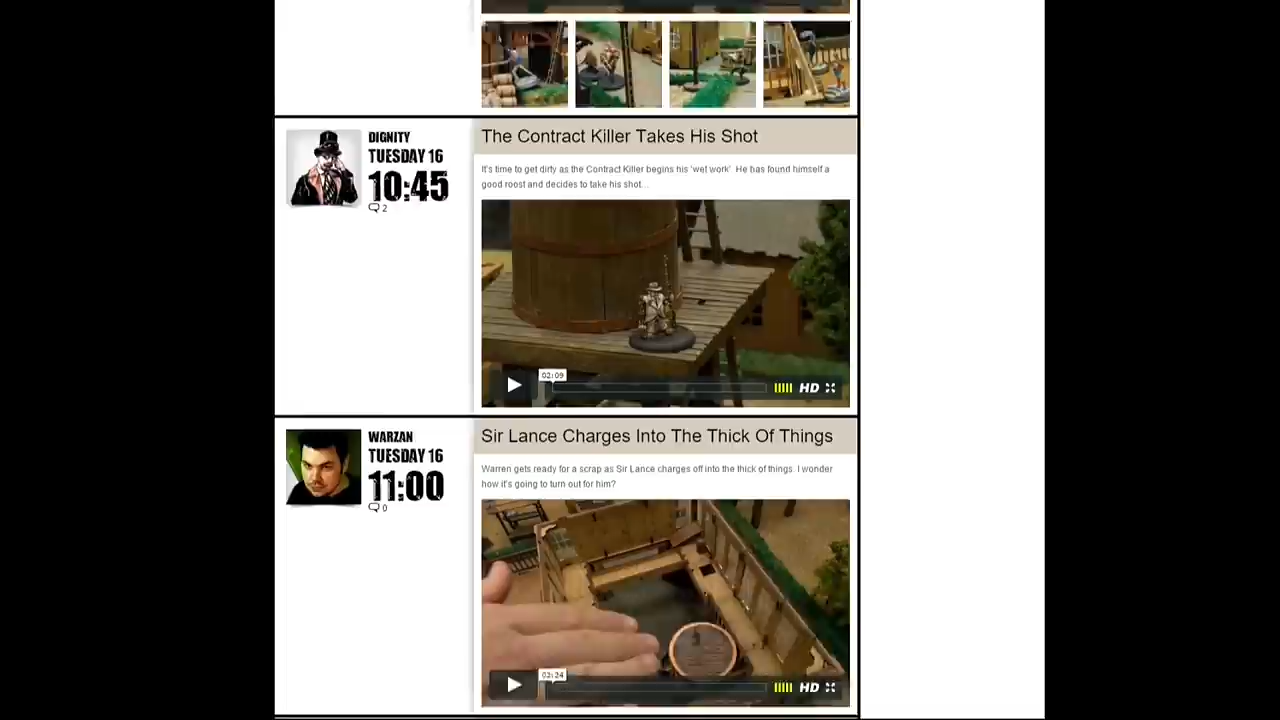 DIGNITY
TUESDAY 16
10:45
2
The Contract Killer Takes His Shot
It's time to get dirty as the Contract Killer begins his 'wet work'  He has found himself a
good roost and decides to take his shot...
02:09
HD
WARZAN
TUESDAY 16
11:00
0
Sir Lance Charges Into The Thick Of Things
Warren gets ready for a scrap as Sir Lance charges off into the thick of things. I wonder
how it's going to turn out for him?
03:24
HD